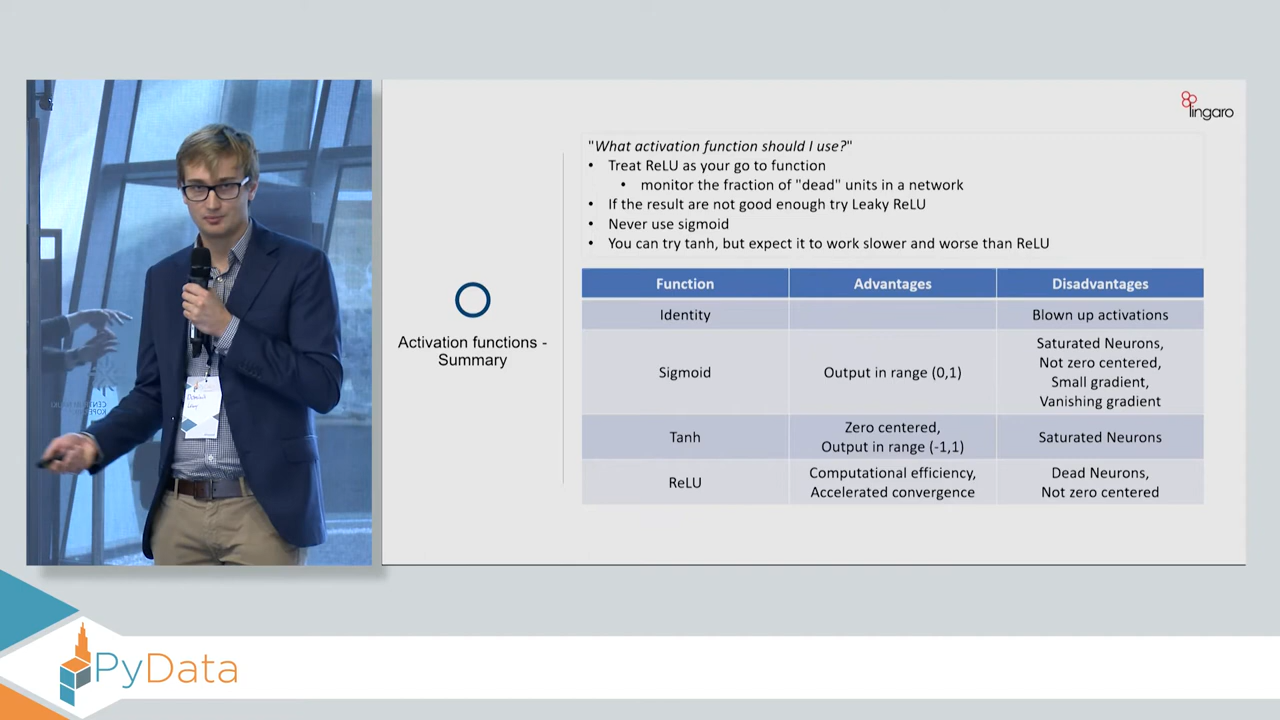 lingaro
"What activation function should I use?"
• Treat ReLU as your go to function
• monitor the fraction of "dead" units in a network
• If the result are not good enough try Leaky ReLU
• Never use sigmoid
• You can try tanh, but expect it to work slower and worse than ReLU
Activation functions -
Summary
Function Advantages Disadvantages
Identity Blown up activations
Sigmoid Output in range (0,1) Saturated Neurons,
Not zero centered,
Small gradient,
Vanishing gradient
Tanh Zero centered,
Output in range (-1,1) Saturated Neurons
ReLU Computational efficiency,
Accelerated convergence Dead Neurons,
Not zero centered
PyData